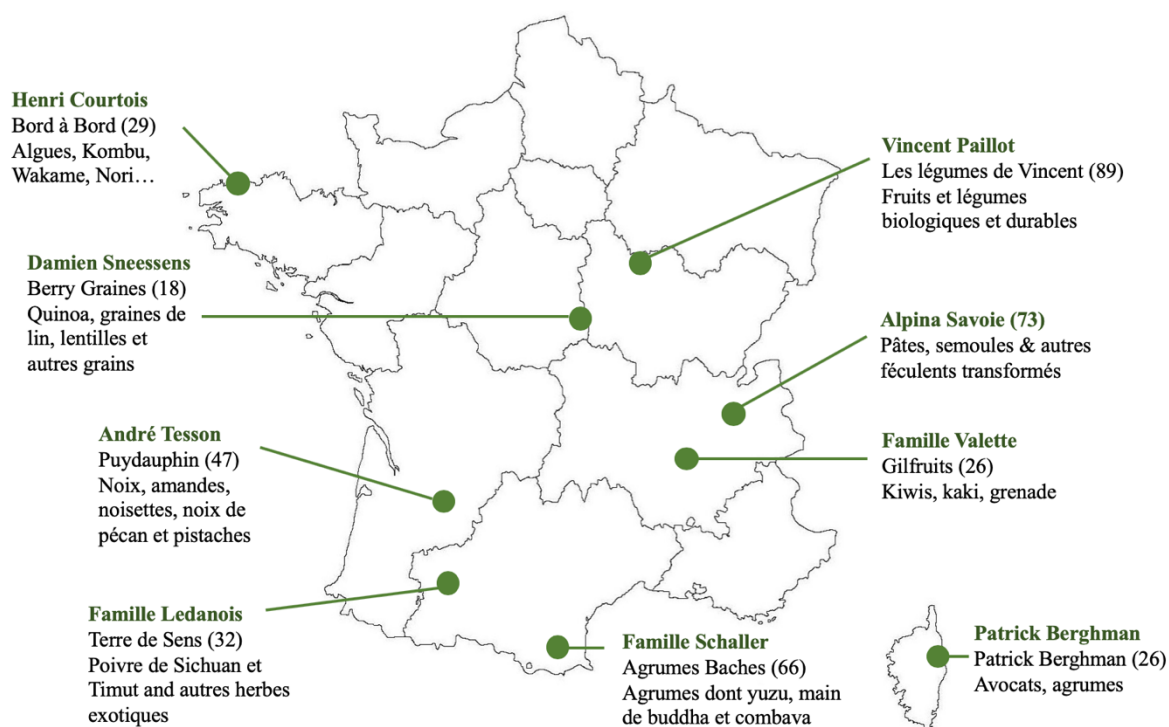 Henri Courtois
Bord à Bord (29)
Algues, Kombu,
Wakame, Nori…
Vincent Paillot
Les légumes de Vincent (89)
Fruits et légumes
biologiques et durables
Damien Sneessens
Berry Graines (18)
Quinoa, graines de
lin, lentilles et
autres grains
Alpina Savoie (73)
Pâtes, semoules & autres
féculents transformés
André Tesson
Puydauphin (47)
Noix, amandes,
noisettes, noix de
pécan et pistaches
Famille Valette
Gilfruits (26)
Kiwis, kaki, grenade
Famille Ledanois
Terre de Sens (32)
Poivre de Sichuan et
Timut and autres herbes
exotiques
Famille Schaller
Agrumes Baches (66)
Agrumes dont yuzu, main
de buddha et combava
Patrick Berghman
Patrick Berghman (26)
Avocats, agrumes